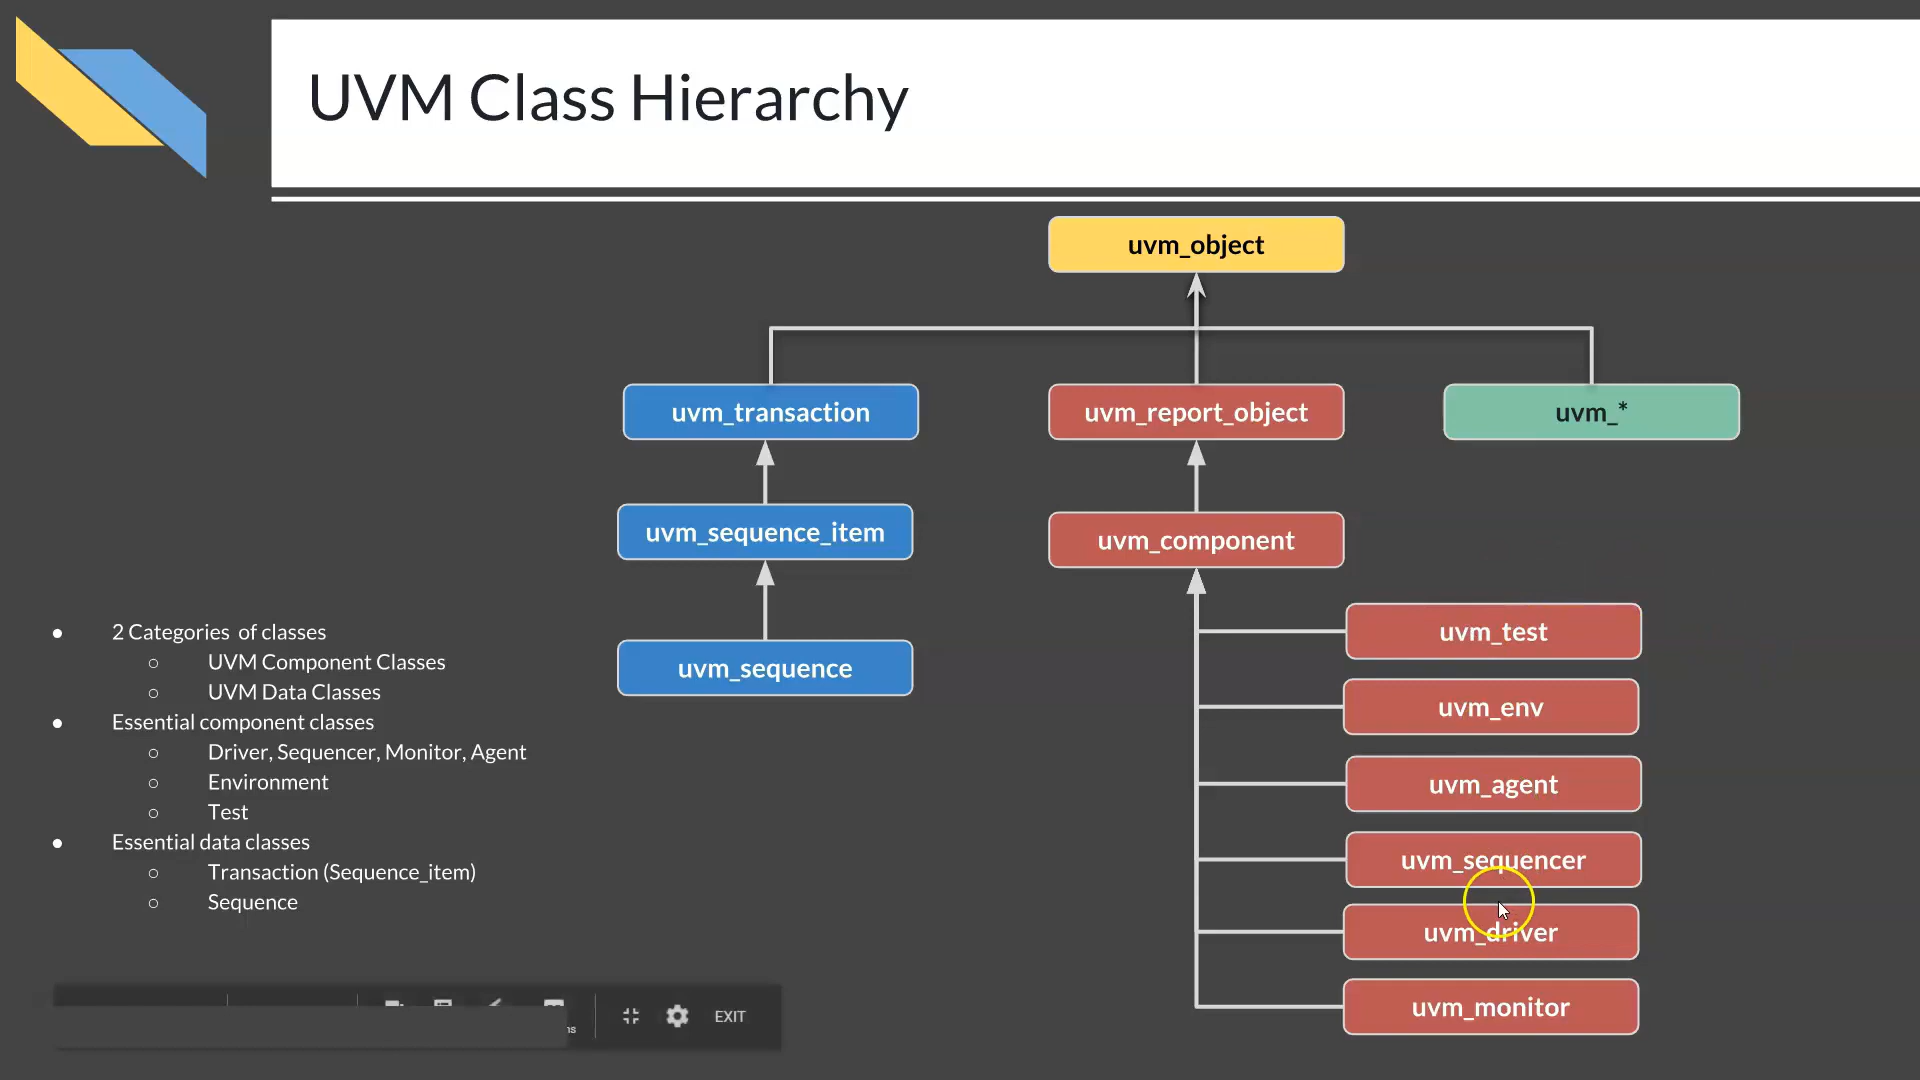 UVM Class Hierarchy
uvm_object
uvm_transaction
uvm_report_object
uvm_*
uvm_sequence_item
uvm_component
uvm_sequence
uvm_test
uvm_env
uvm_agent
uvm_sequencer
uvm_driver
uvm_monitor
● 2 Categories of classes
○ UVM Component Classes
○ UVM Data Classes
● Essential component classes
○ Driver, Sequencer, Monitor, Agent
○ Environment
○ Test
● Essential data classes
○ Transaction (Sequence_item)
○ Sequence
EXIT